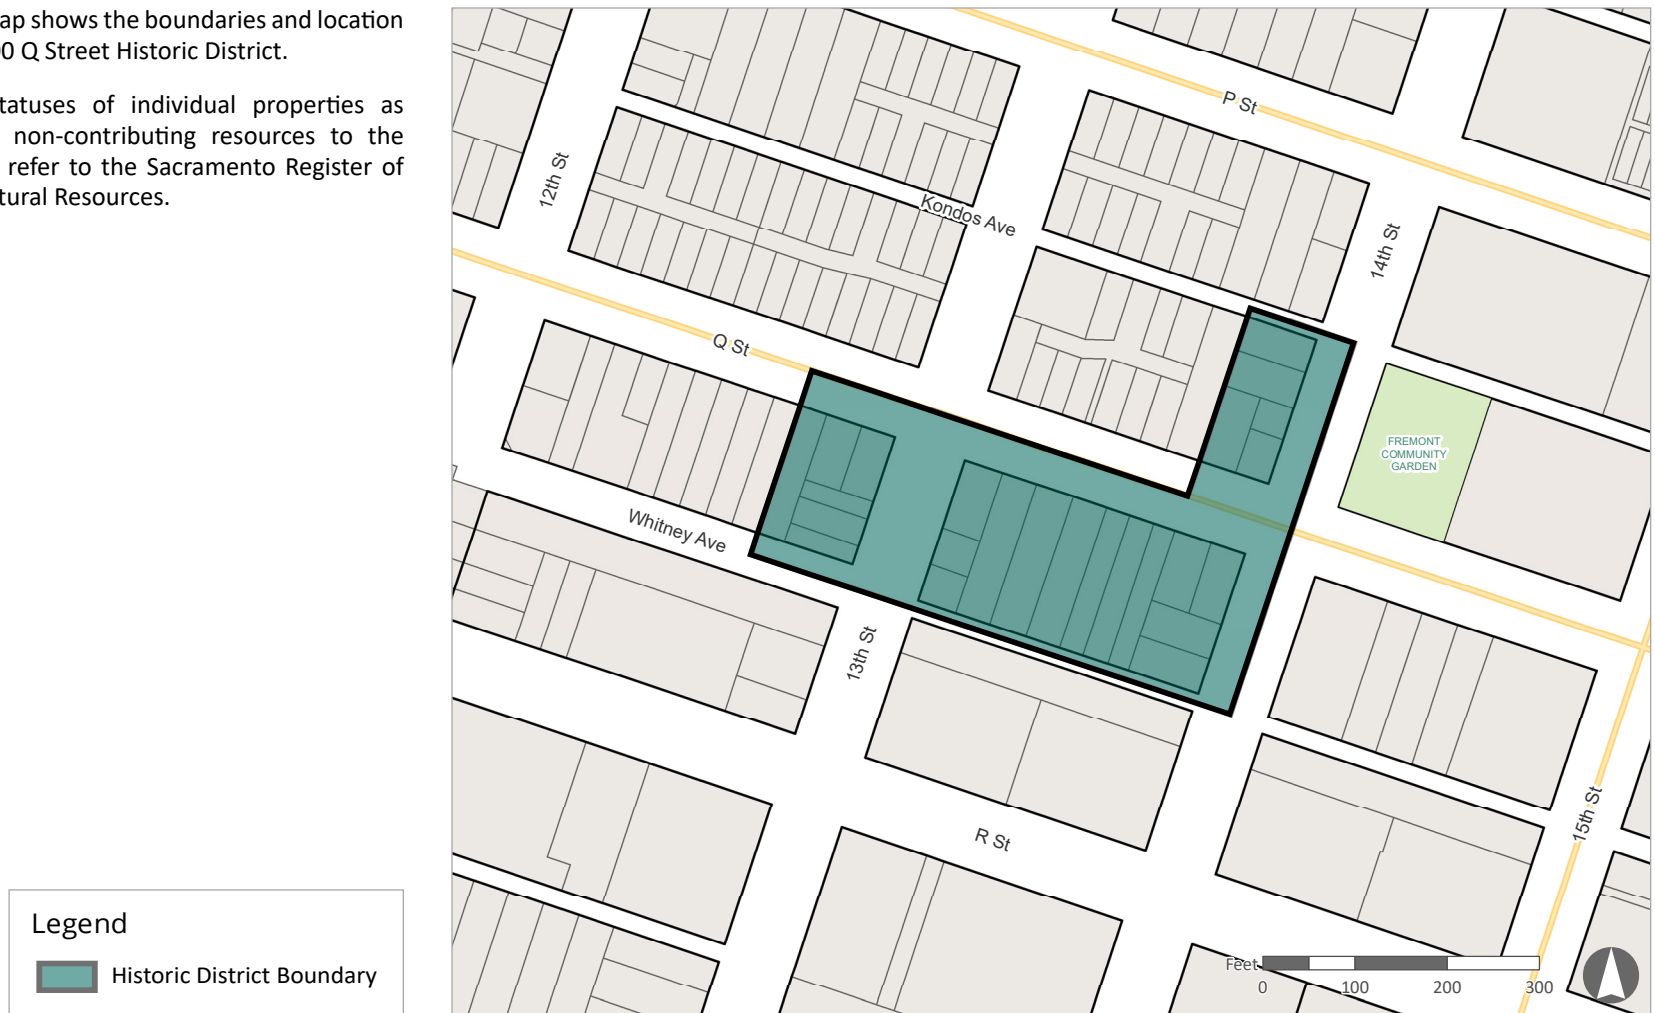 ap shows the boundaries and location
00 Q Street Historic District.
tatuses of individual properties as
non-contributing resources to the
refer to the Sacramento Register of
tural Resources.
P St
12th St
Kondos Ave
14th St
Q St
FREMONT
COMMUNITY
GARDEN
Whitney Ave
13th St
15th St
R St
Legend
Historic District Boundary
Feet
0 100 200 300